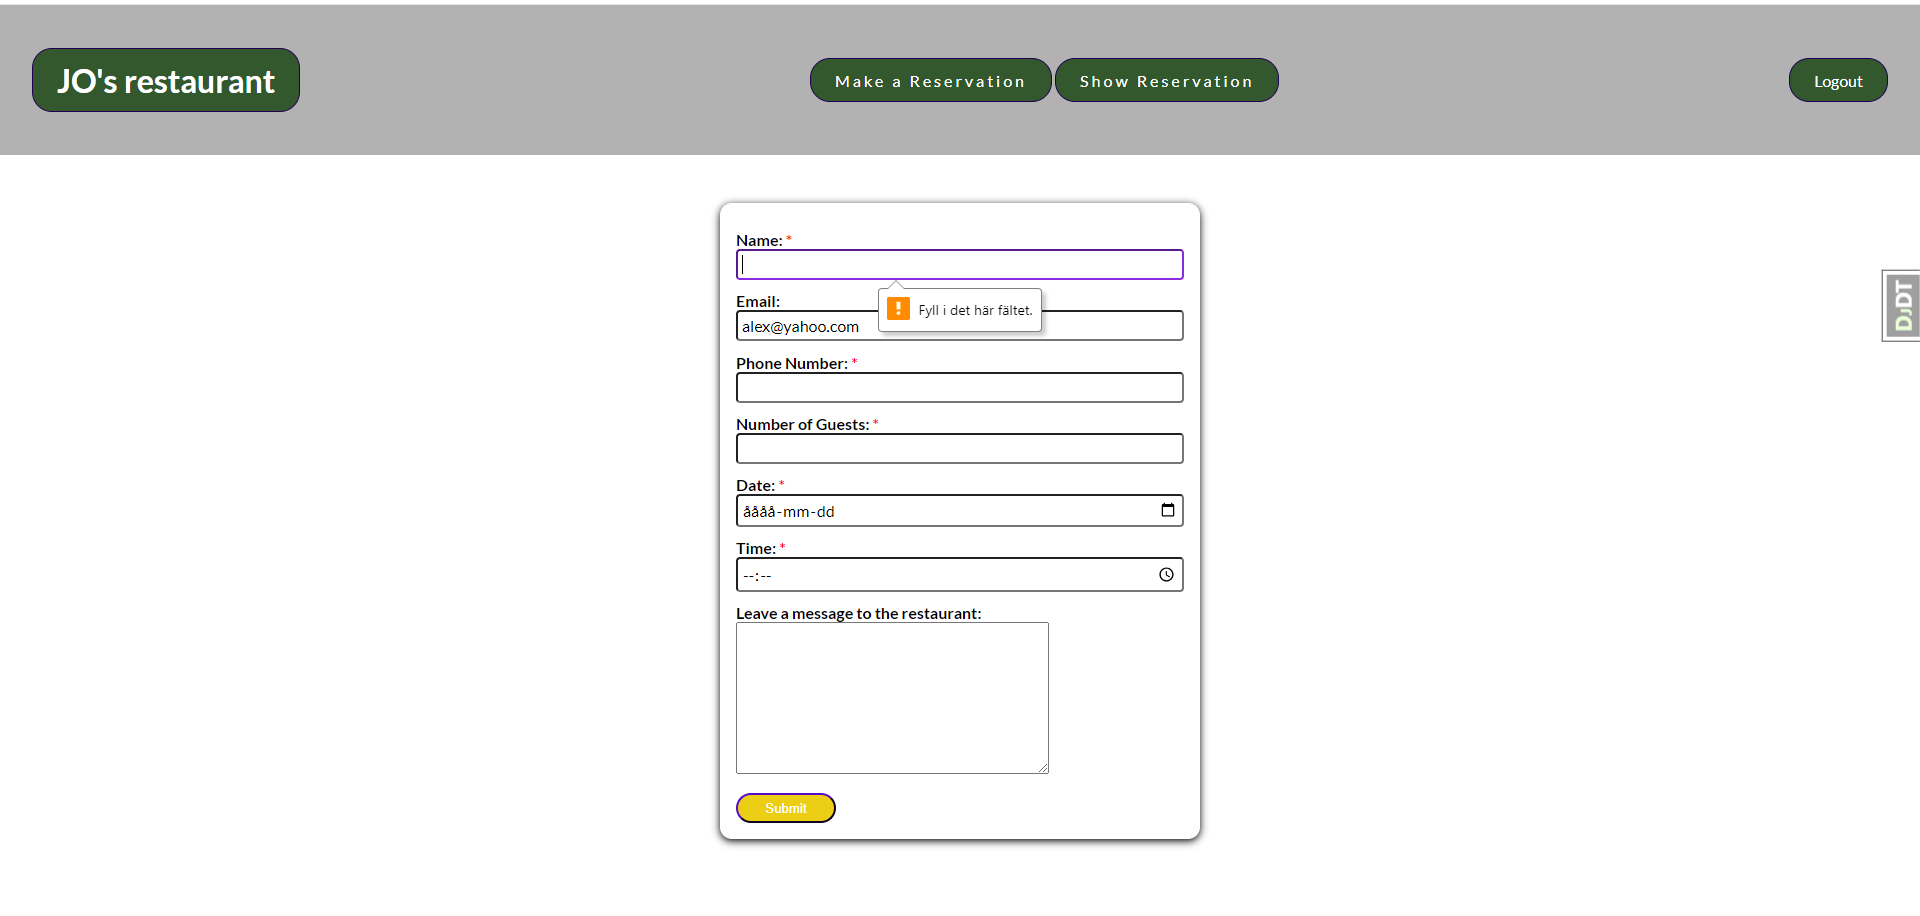 JO's restaurant
Make a Reservation
Show Reservation
Logout
Name: *
Email:
Fyll i det här fältet.
alex@yahoo.com
Phone Number: *
Number of Guests: *
Date: *
åååå-mm-dd
Time: *
--:--
Leave a message to the restaurant:
Submit
DJDT